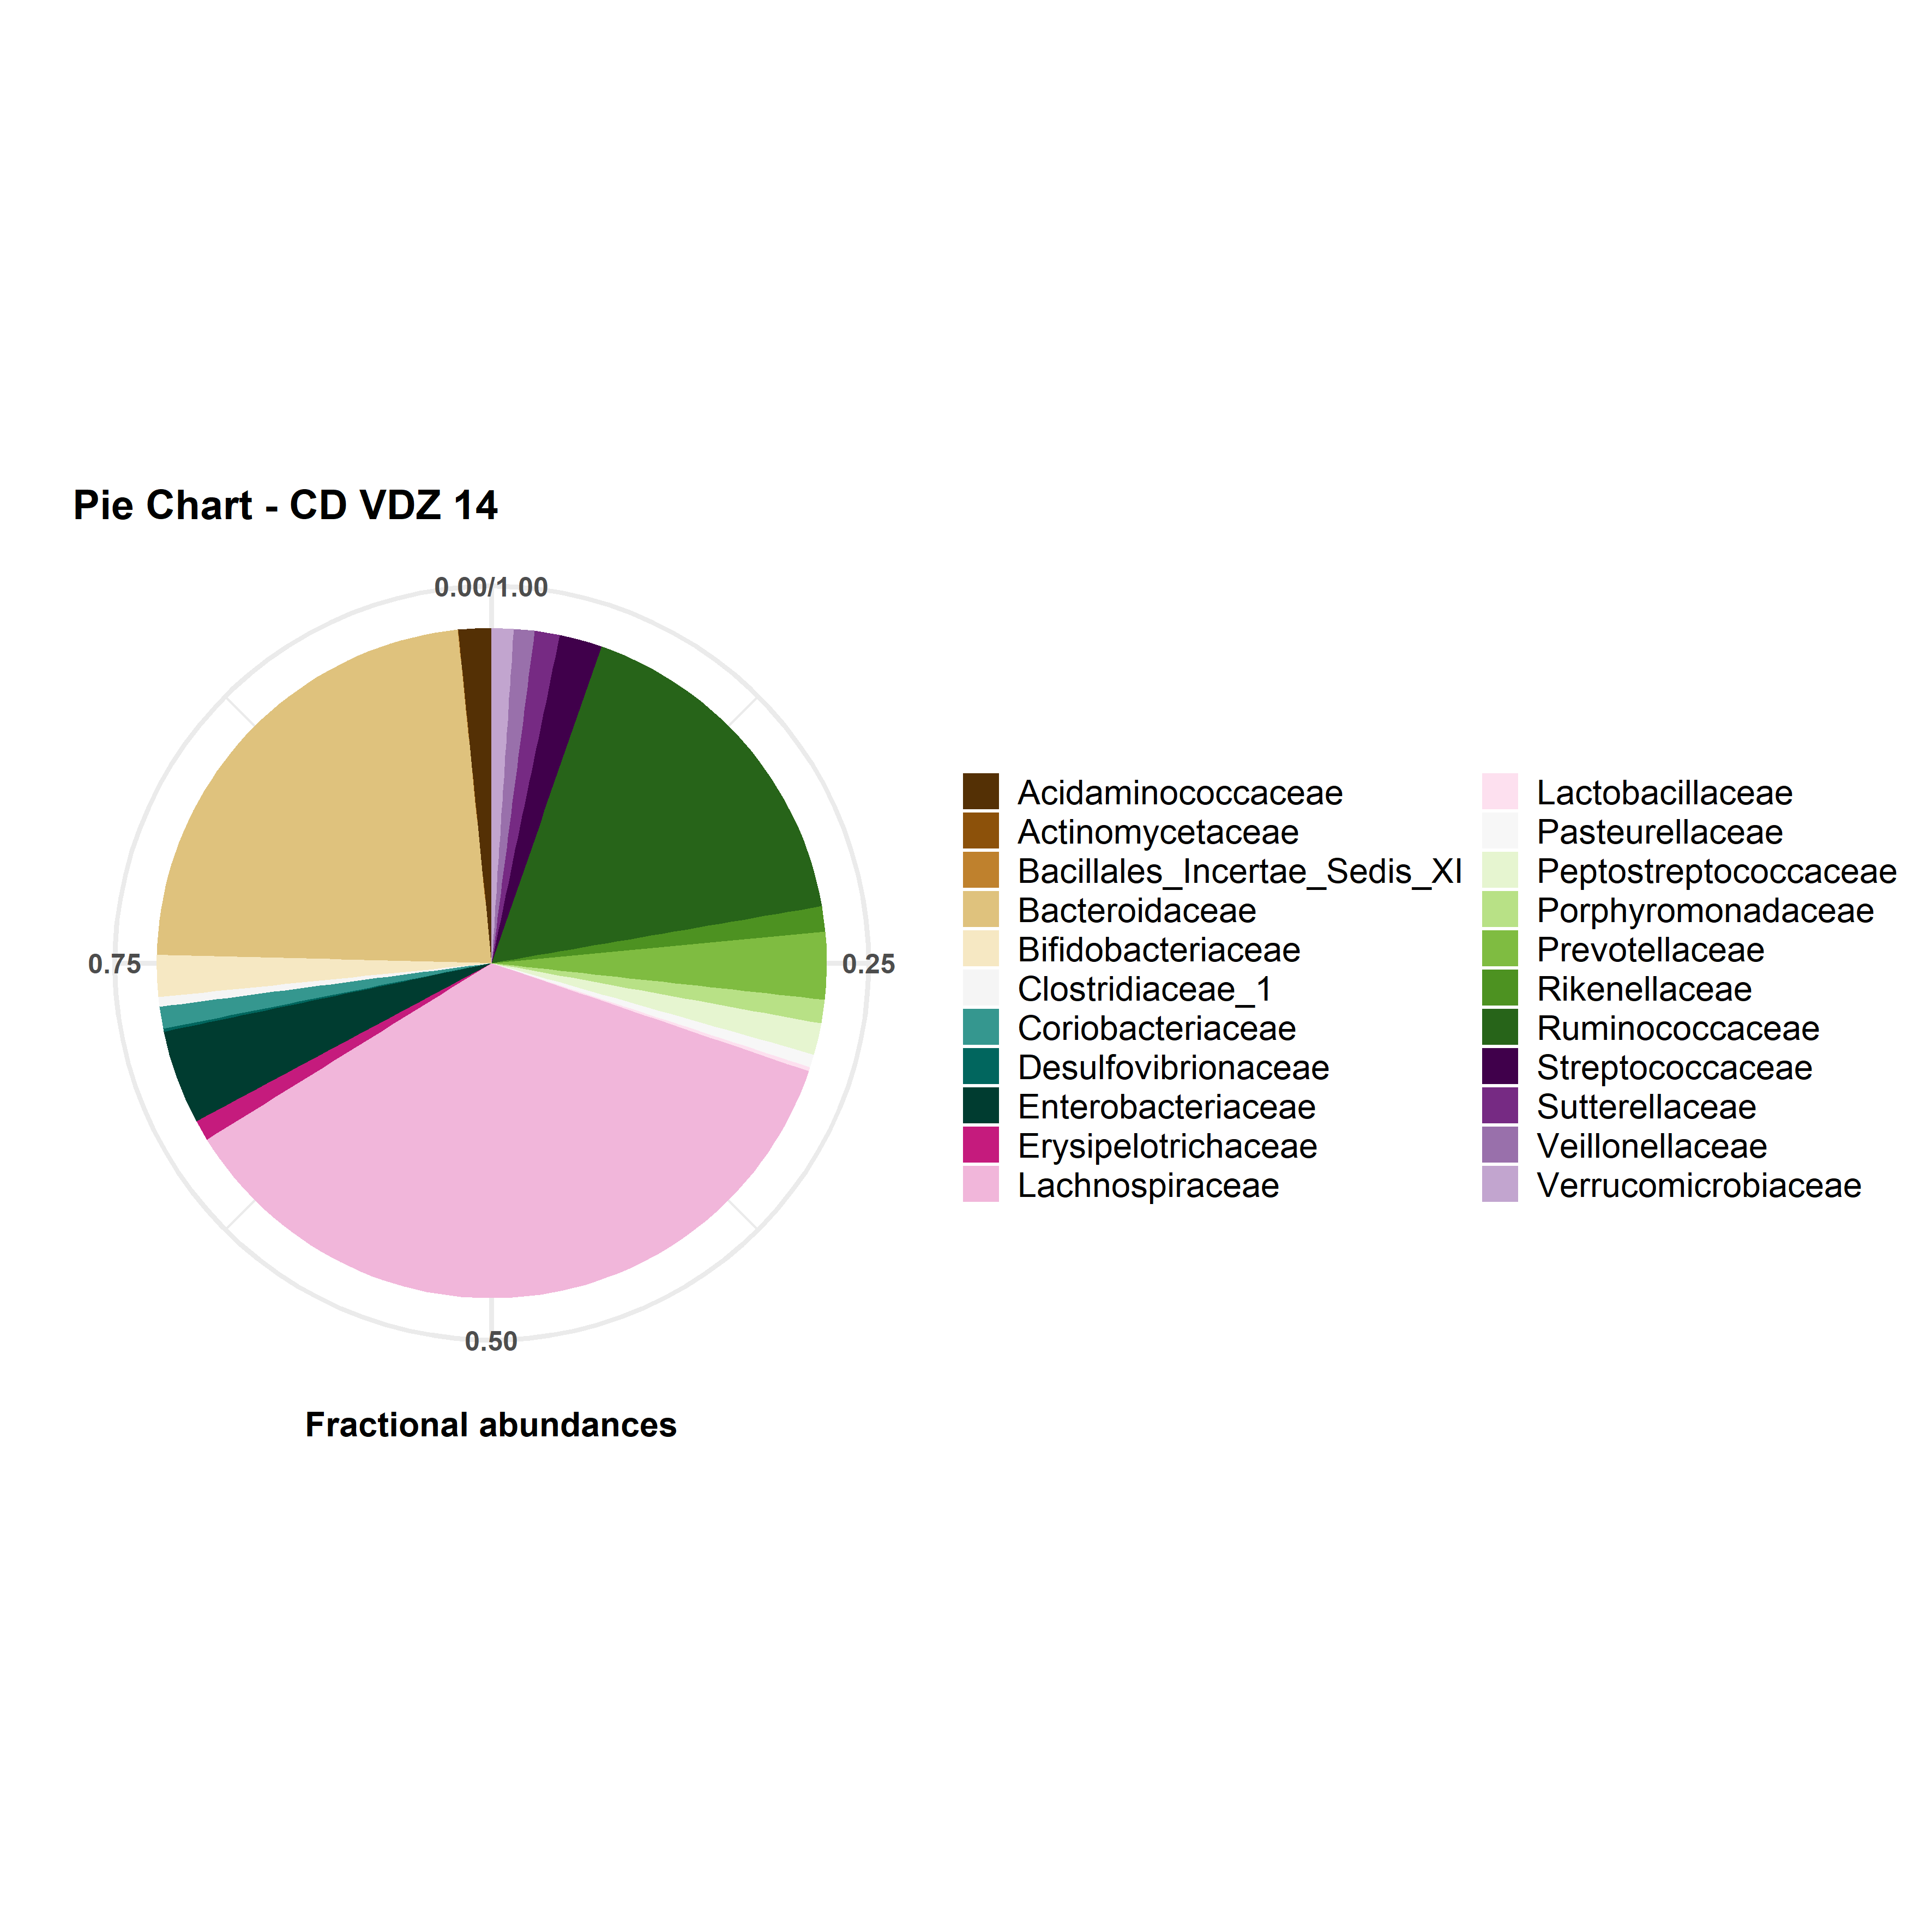 Pie Chart - CD VDZ 14
0.00/1.00
0.75
0.25
0.50
Fractional abundances
Acidaminococcaceae
Actinomycetaceae
Bacillales_Incertae_Sedis_XI
Bacteroidaceae
Bifidobacteriaceae
Clostridiaceae_1
Coriobacteriaceae
Desulfovibrionaceae
Enterobacteriaceae
Erysipelotrichaceae
Lachnospiraceae
Lactobacillaceae
Pasteurellaceae
Peptostreptococcaceae
Porphyromonadaceae
Prevotellaceae
Rikenellaceae
Ruminococcaceae
Streptococcaceae
Sutterellaceae
Veillonellaceae
Verrucomicrobiaceae